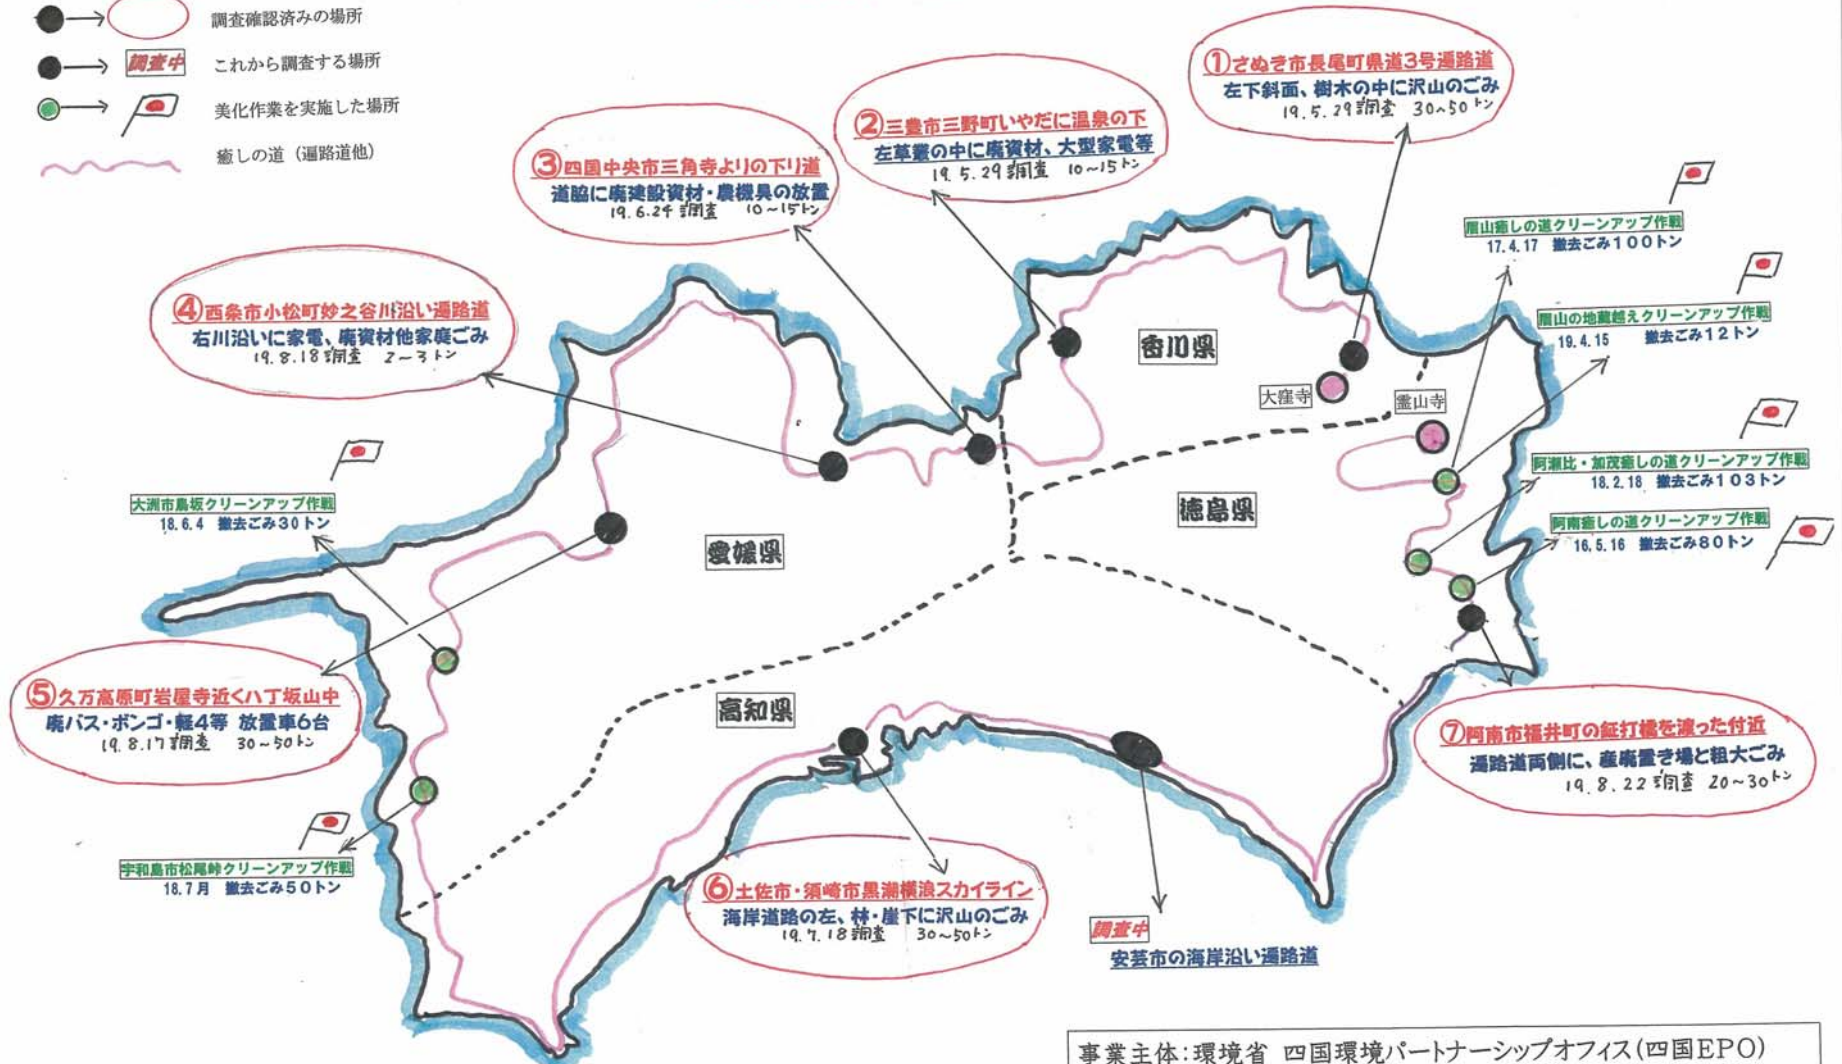 調査確認済みの場所
調査中
これから調査する場所
美化作業を実施した場所
癒しの道（遍路道他）
①さぬき市長尾町県道3号遍路道
左下斜面、樹木の中に沢山のごみ
19.5.29調査 30～50トン
②三豊市三野町いやだに温泉の下
左草叢の中に廃資材、大型家電等
19.5.29調査 10～15トン
③四国中央市三角寺よりの下り道
道脇に廃建設資材・農機具の放置
19.6.24調査 10～15トン
④西条市小松町妙之谷川沿い遍路道
右川沿いに家電、廃資材他家庭ごみ
19.8.18調査 2～3トン
眉山癒しの道クリーンアップ作戦
17.4.17 撤去ごみ100トン
眉山の地蔵越えクリーンアップ作戦
19.4.15 撤去ごみ12トン
香川県
大窪寺
霊山寺
阿瀬比・加茂癒しの道クリーンアップ作戦
18.2.18 撤去ごみ103トン
阿南癒しの道クリーンアップ作戦
16.5.16 撤去ごみ80トン
徳島県
愛媛県
大洲市鳥坂クリーンアップ作戦
18.6.4 撤去ごみ30トン
⑤久万高原町岩屋寺近く八丁坂山中
廃バス・ボンゴ・軽4等 放置車6台
19.8.17調査 30～50トン
高知県
⑦阿南市福井町の鉦打橋を渡った付近
遍路道両側に、産廃置き場と粗大ごみ
19.8.22調査 20～30トン
宇和島市松尾峠クリーンアップ作戦
18.7月 撤去ごみ50トン
⑥土佐市・須崎市黒潮横浪スカイライン
海岸道路の左、林・崖下に沢山のごみ
19.7.18調査 30～50トン
調査中
安芸市の海岸沿い遍路道
事業主体：環境省 四国環境パートナーシップオフィス(四国EPO)